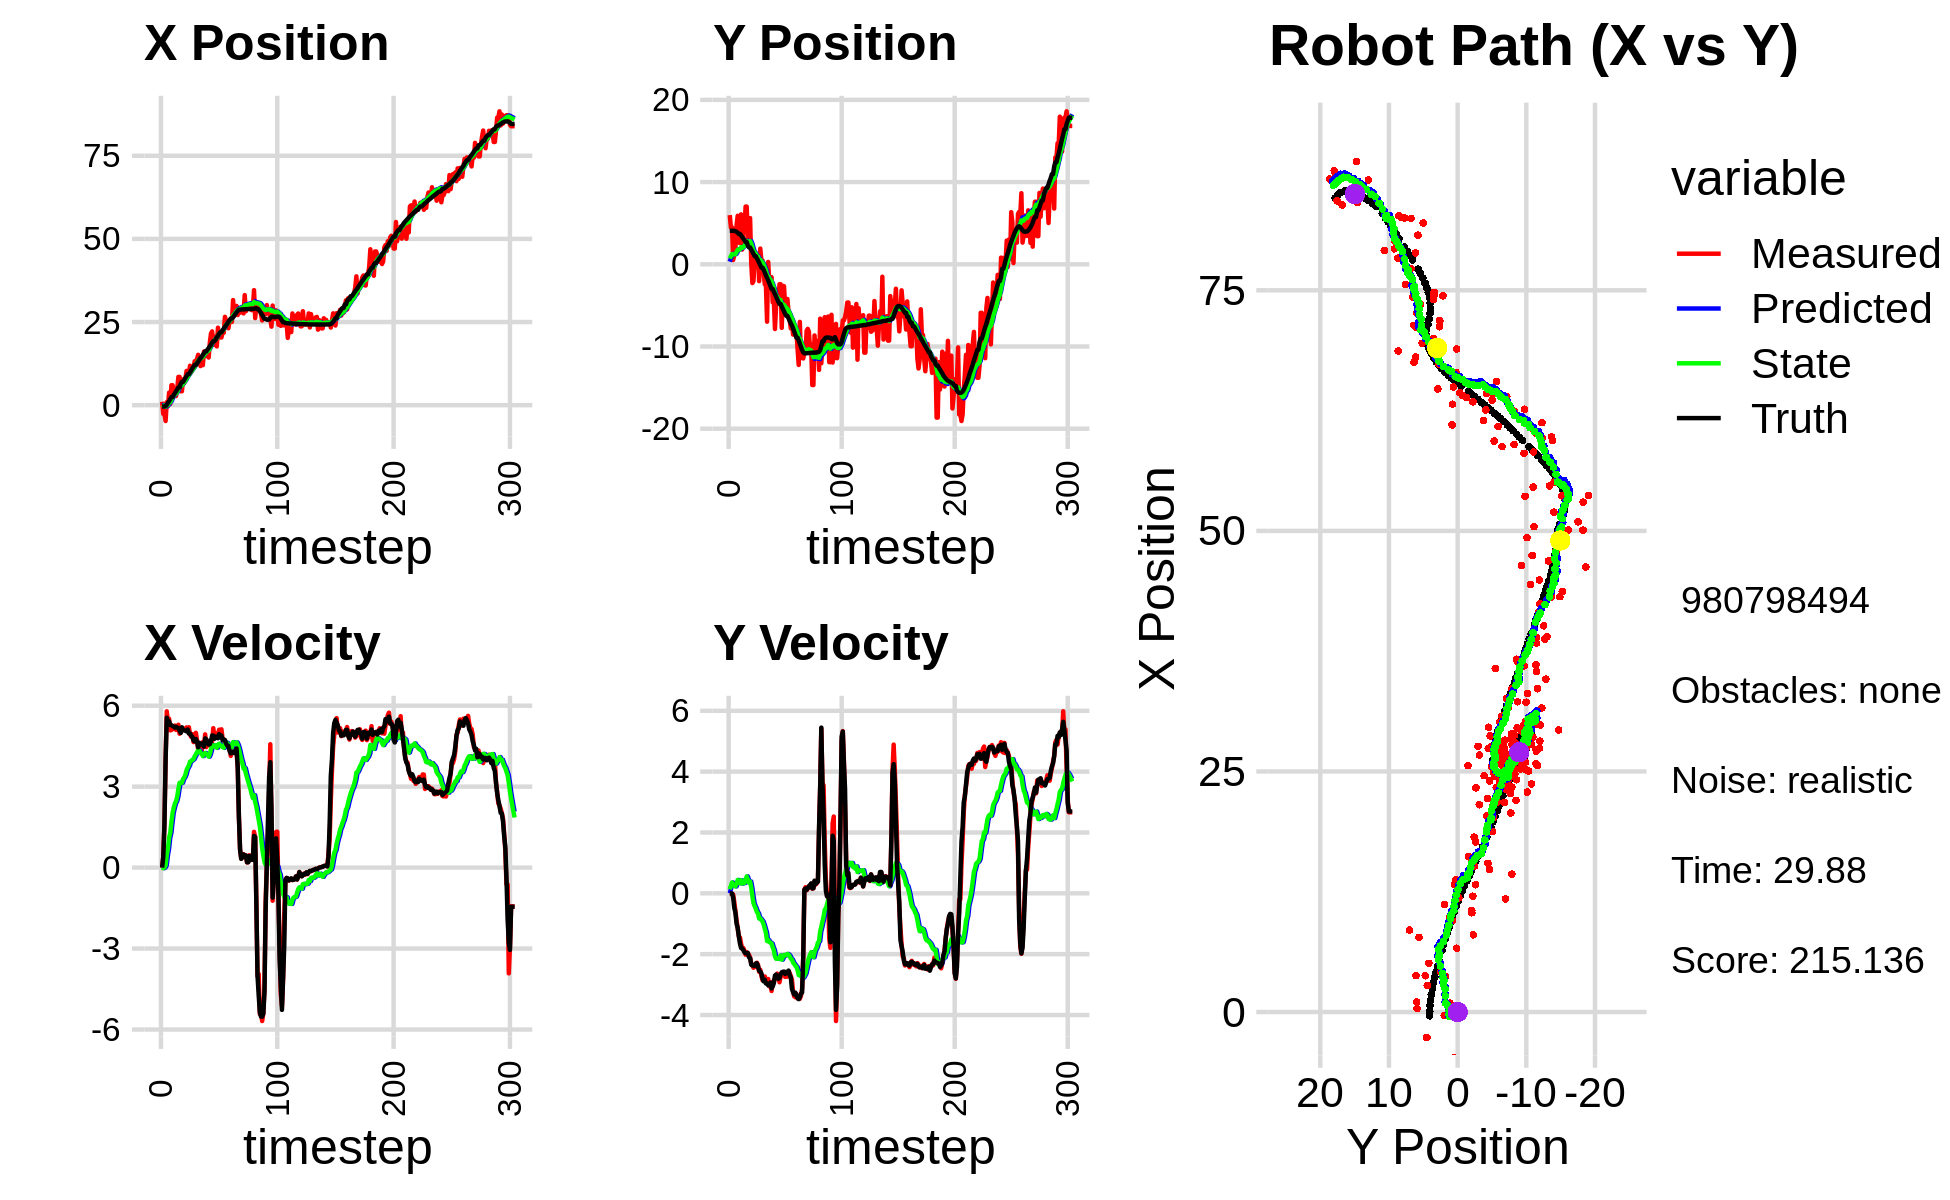 X Position
75
50
25
0
0
100
200
300
timestep
Y Position
20
10
0
-10
-20
0
100
200
300
timestep
X Velocity
6
3
0
-3
-6
0
100
200
300
timestep
Y Velocity
6
4
2
0
-2
-4
0
100
200
300
timestep
Robot Path (X vs Y)
X Position
75
50
25
0
20 10 0 -10 -20
Y Position
variable
Measured
Predicted
State
Truth
980798494
Obstacles: none
Noise: realistic
Time: 29.88
Score: 215.136